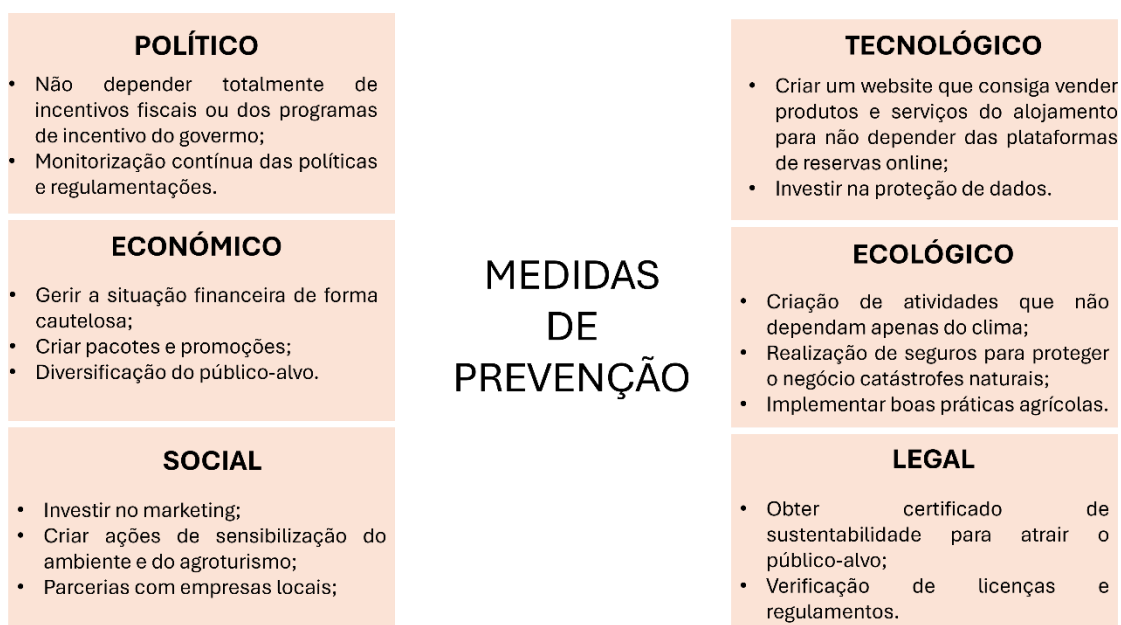 POLÍTICO
• Não depender totalmente de
incentivos fiscais ou dos programas
de incentivo do govermo;
• Monitorização contínua das políticas
e regulamentações.
ECONÓMICO
• Gerir a situação financeira de forma
cautelosa;
• Criar pacotes e promoções;
• Diversificação do público-alvo.
SOCIAL
• Investir no marketing;
• Criar ações de sensibilização do
ambiente e do agroturismo;
• Parcerias com empresas locais;
MEDIDAS
DE
PREVENÇÃO
TECNOLÓGICO
• Criar um website que consiga vender
produtos e serviços do alojamento
para não depender das plataformas
de reservas online;
• Investir na proteção de dados.
ECOLÓGICO
• Criação de atividades que não
dependam apenas do clima;
• Realização de seguros para proteger
o negócio catástrofes naturais;
• Implementar boas práticas agrícolas.
LEGAL
• Obter certificado de
sustentabilidade para atrair o
público-alvo;
• Verificação de licenças e
regulamentos.